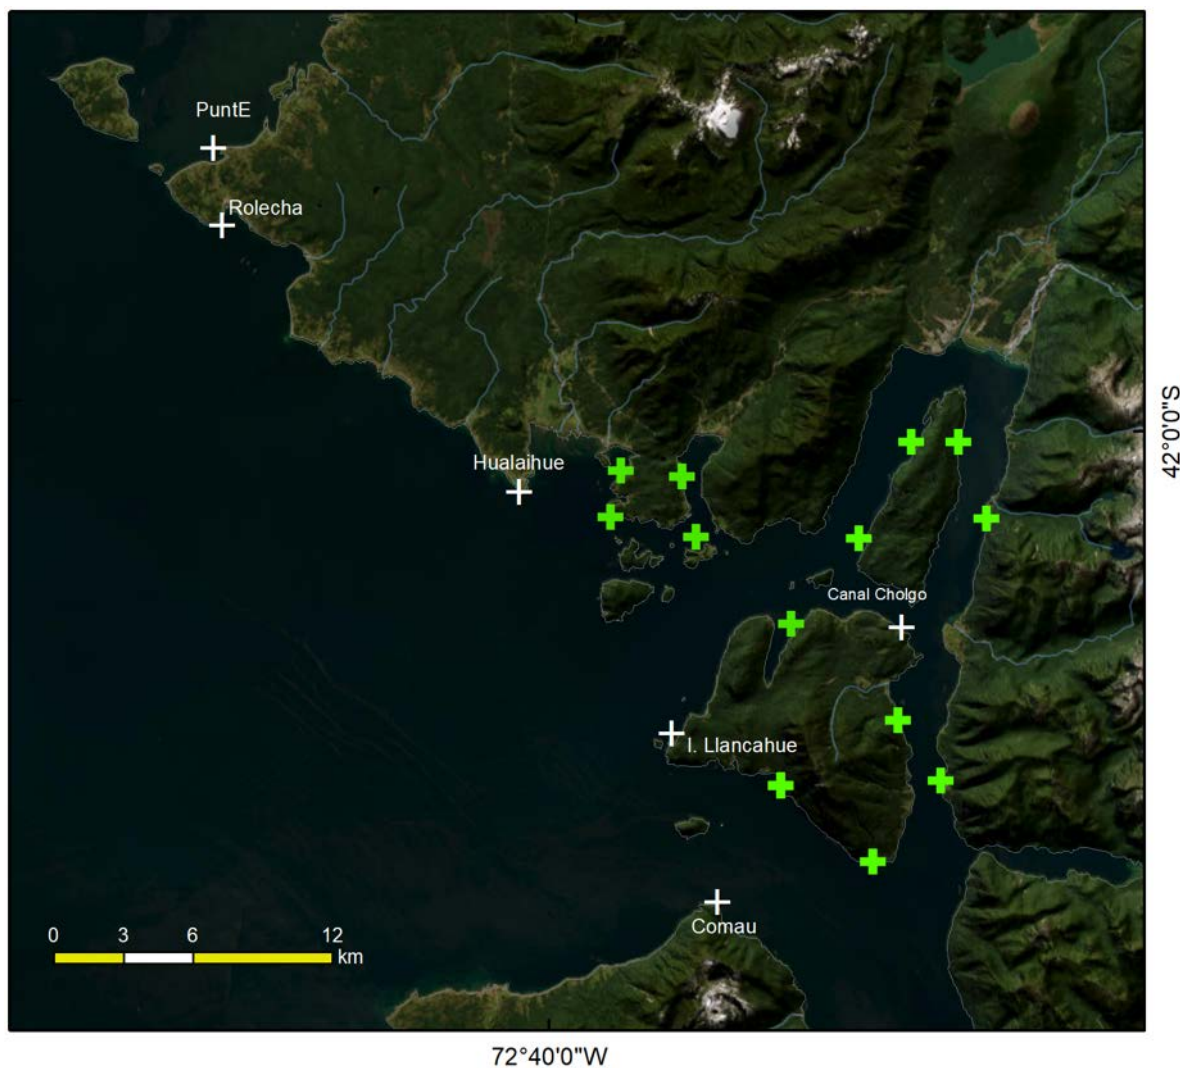 PuntE
Rolecha
Hualaihue
Canal Cholgo
I. Llancahue
Comau
0 3 6 12
km
42°0'0"S
72°40'0"W